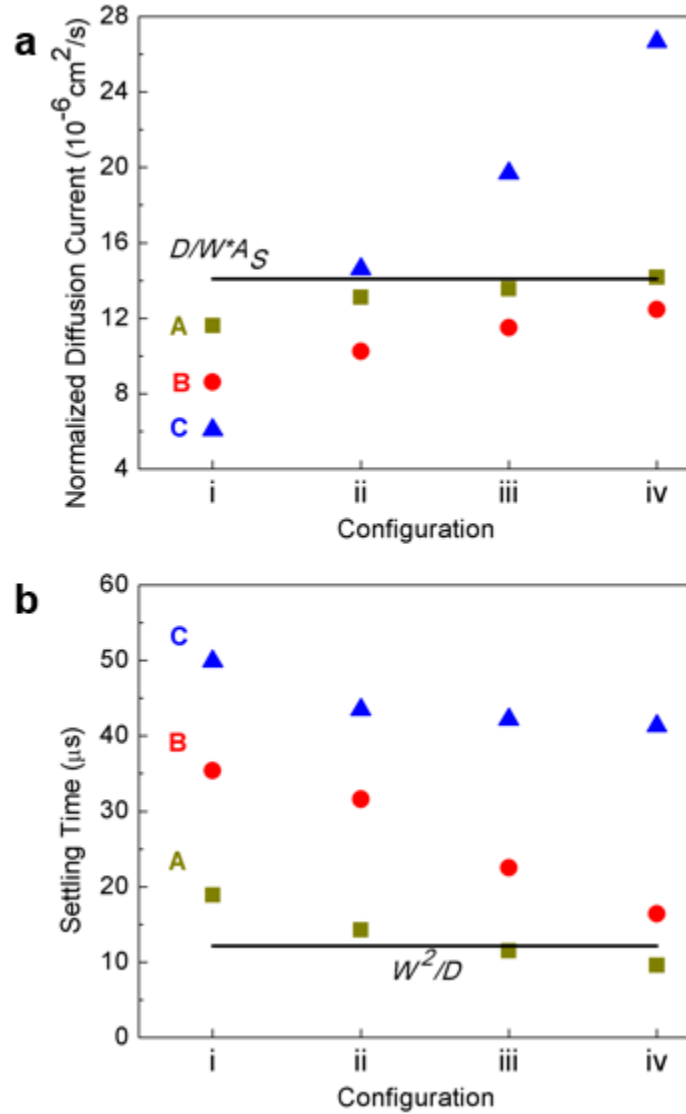 a
Normalized Diffusion Current (10⁻⁶cm²/s)
28
24
20
16
12
8
4
D/W*A_S
A
B
C
i ii iii iv
Configuration
b
Settling Time (μs)
60
50
40
30
20
10
0
C
B
A
W²/D
i ii iii iv
Configuration